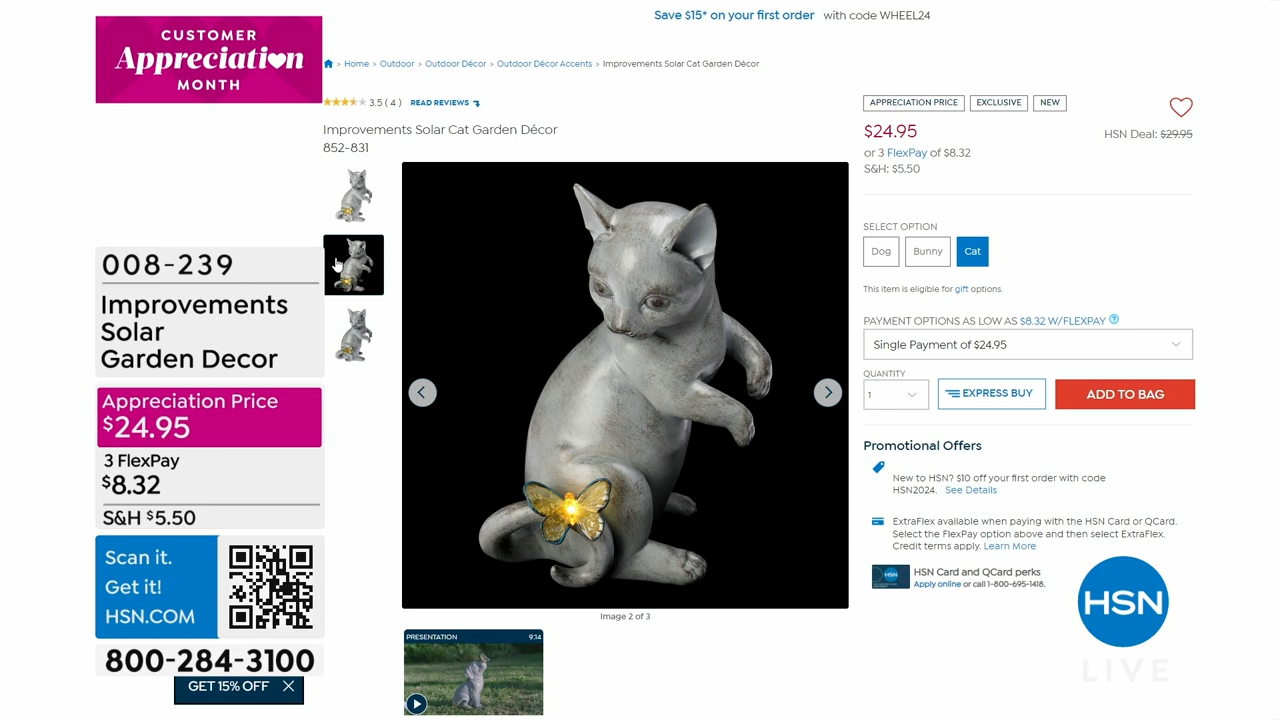 CUSTOMER
Appreciation
MONTH
Save $15* on your first order with code WHEEL24
Home > Outdoor > Outdoor Décor > Outdoor Décor Accents > Improvements Solar Cat Garden Décor
3.5 ( 4 ) READ REVIEWS
Improvements Solar Cat Garden Décor
852-831
APPRECIATION PRICE EXCLUSIVE NEW
$24.95
HSN Deal: $29.95
or 3 FlexPay of $8.32
S&H: $5.50
SELECT OPTION
Dog Bunny Cat
This item is eligible for gift options.
PAYMENT OPTIONS AS LOW AS $8.32 W/FLEXPAY ?
Single Payment of $24.95
QUANTITY
1 EXPRESS BUY ADD TO BAG
Promotional Offers
New to HSN? $10 off your first order with code
HSN2024. See Details
ExtraFlex available when paying with the HSN Card or QCard.
Select the FlexPay option above and then select ExtraFlex.
Credit terms apply. Learn More
HSN
HSN Card and QCard perks
Apply online or call 1-800-695-1418.
Image 2 of 3
PRESENTATION 9:14
008-239
Improvements
Solar
Garden Decor
Appreciation Price
$24.95
3 FlexPay
$8.32
S&H $5.50
Scan it.
Get it!
HSN.COM
800-284-3100
GET 15% OFF
HSN
LIVE